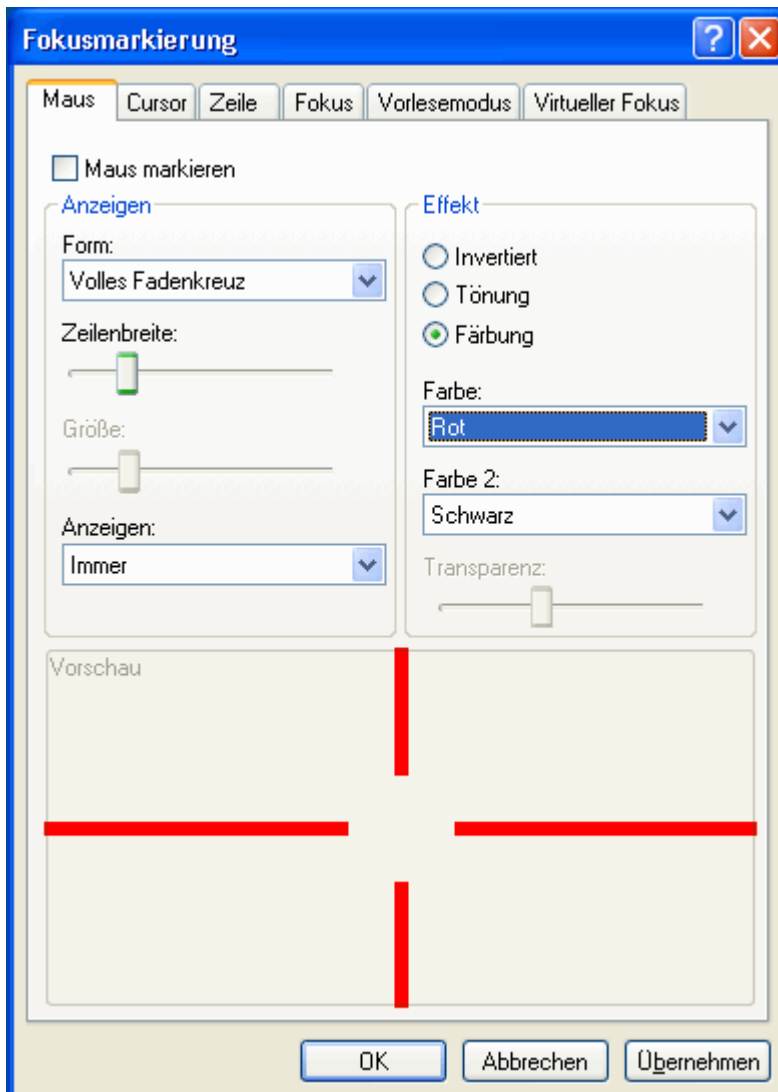 Fokusmarkierung
Maus Cursor Zeile Fokus Vorlesemodus Virtueller Fokus
Maus markieren
Anzeigen
Form:
Volles Fadenkreuz
Zeilenbreite:
Größe:
Anzeigen:
Immer
Effekt
Invertiert
Tönung
Färbung
Farbe:
Rot
Farbe 2:
Schwarz
Transparenz:
Vorschau
OK Abbrechen Übernehmen